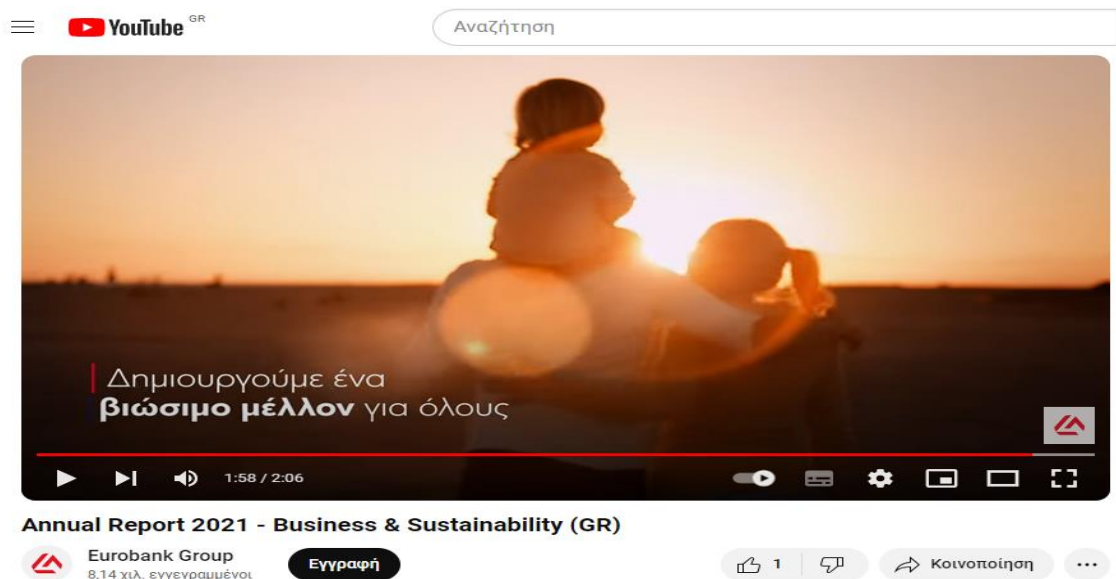 YouTube GR
Αναζήτηση
Δημιουργούμε ένα
βιώσιμο μέλλον για όλους
1:58 / 2:06
Annual Report 2021 - Business & Sustainability (GR)
Eurobank Group
8,14 χιλ. εγγεγραμμένοι
Εγγραφή
1
Κοινοποίηση